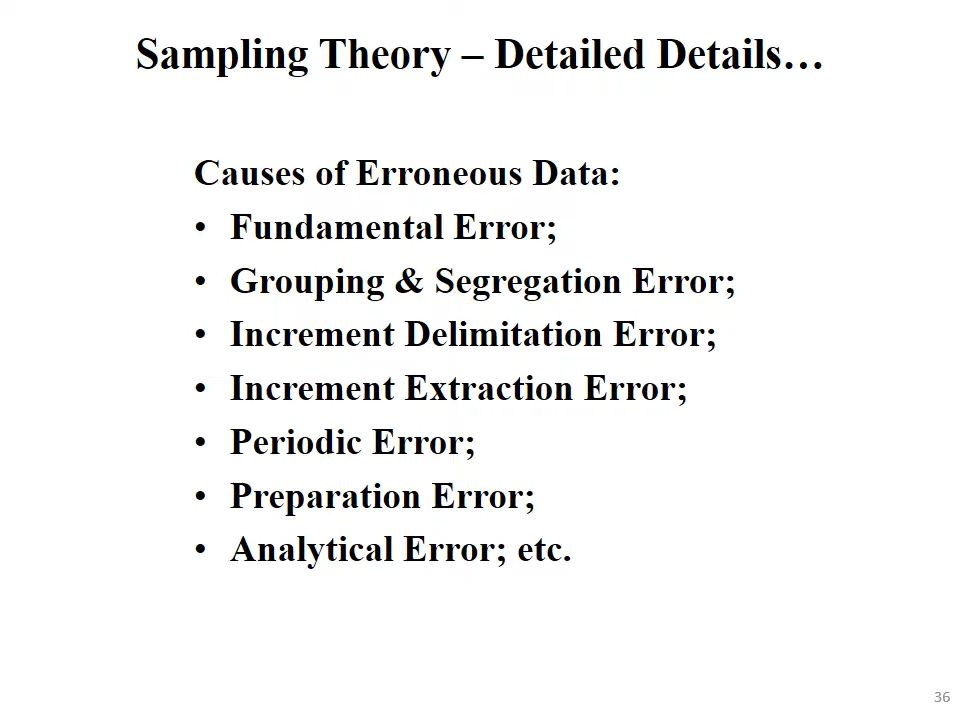 Sampling Theory – Detailed Details…
Causes of Erroneous Data:
• Fundamental Error;
• Grouping & Segregation Error;
• Increment Delimitation Error;
• Increment Extraction Error;
• Periodic Error;
• Preparation Error;
• Analytical Error; etc.
36